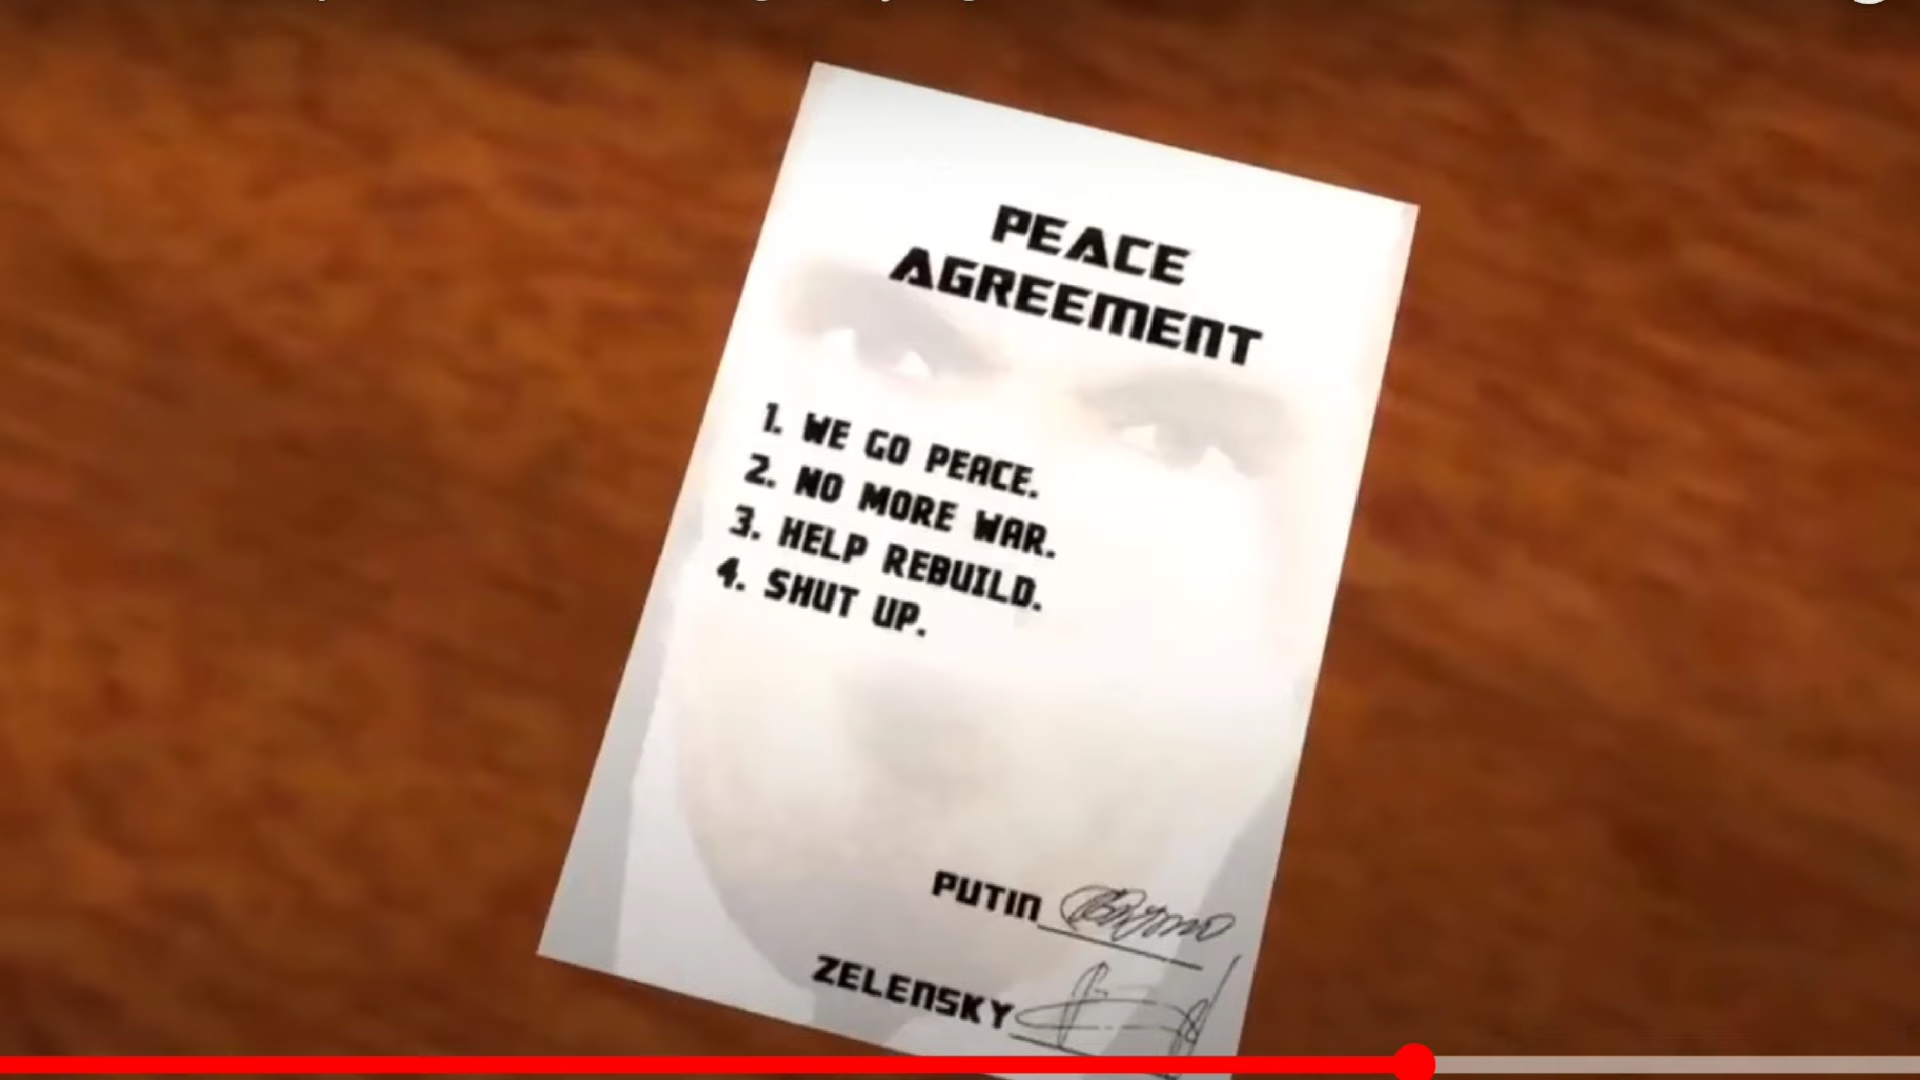 PEACE
AGREEMENT
1. WE GO PEACE.
2. NO MORE WAR.
3. HELP REBUILD.
4. SHUT UP.
PUTIN
ZELENSKY